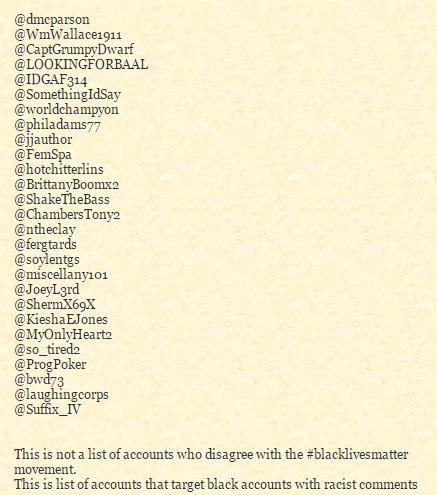 @dmcparson
@WmWallace1911
@CaptGrumpyDwarf
@LOOKINGFORBAAL
@IDGAF314
@SomethingIdSay
@worldchampyon
@philadams77
@jjauthor
@FemSpa
@hotchitterlins
@BrittanyBoomx2
@ShakeTheBass
@ChambersTony2
@ntheclay
@fergtards
@soylentgs
@miscellany101
@JoeyL3rd
@ShermX69X
@KieshaEJones
@MyOnlyHeart2
@so_tired2
@ProgPoker
@bwd73
@laughingcorps
@Suffix_IV
This is not a list of accounts who disagree with the #blacklivesmatter
movement.
This is list of accounts that target black accounts with racist comments